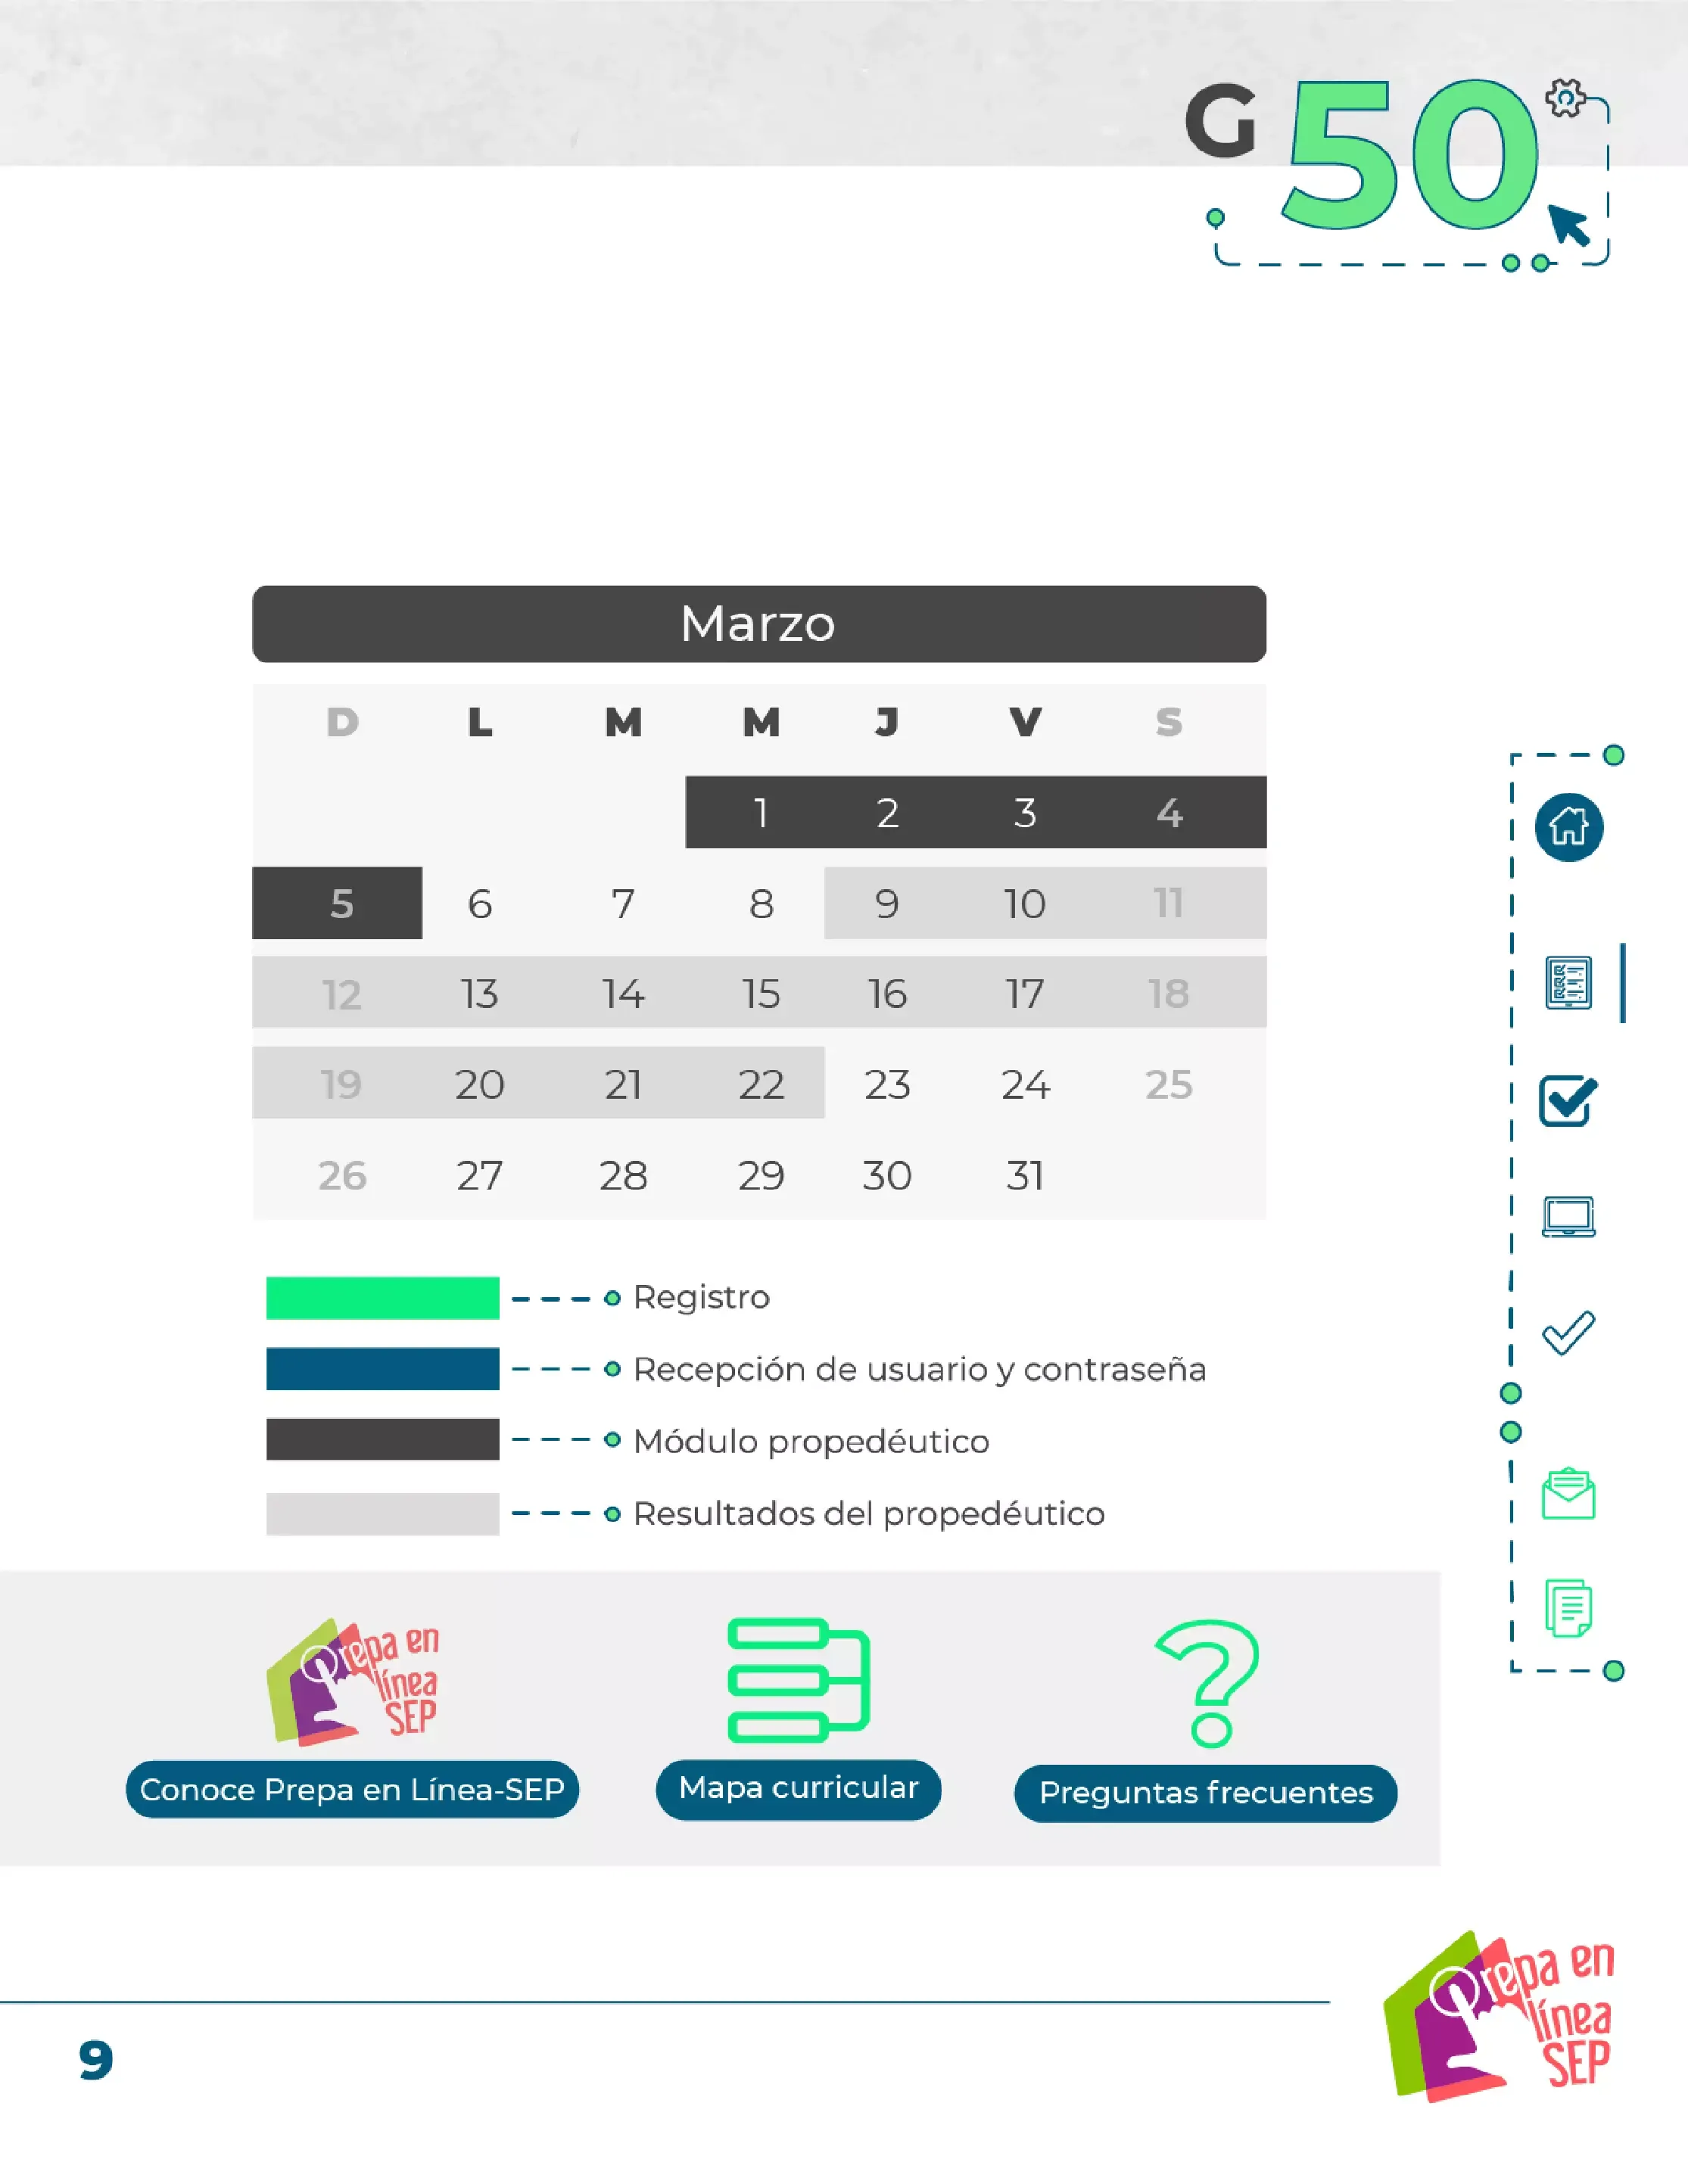 G 50
Marzo
D L M M J V S
1 2 3 4
5 6 7 8 9 10 11
12 13 14 15 16 17 18
19 20 21 22 23 24 25
26 27 28 29 30 31
Registro
Recepción de usuario y contraseña
Módulo propedéutico
Resultados del propedéutico
Prepa en
línea
SEP
Conoce Prepa en Línea-SEP
Mapa curricular
?
Preguntas frecuentes
Prepa en
línea
SEP
9